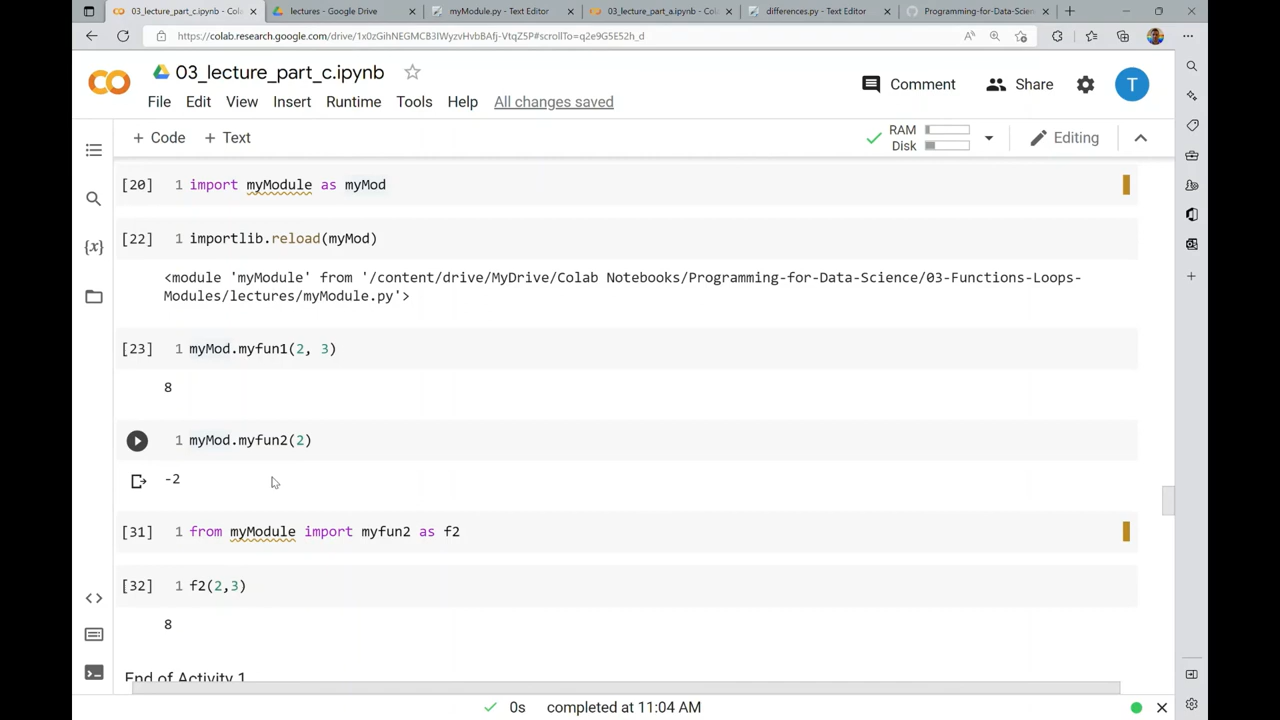 03_lecture_part_c.ipynb - Cola
lectures - Google Drive
myModule.py - Text Editor
03_lecture_part_a.ipynb - Colab
differences.py - Text Editor
Programming-for-Data-Scien
https://colab.research.google.com/drive/1x0zGihNEGMCB3IWyzvHvbBAfj-VtqZ5P#scrollTo=q2e9G5E52h_d
03_lecture_part_c.ipynb
Comment
Share
T
File Edit View Insert Runtime Tools Help All changes saved
+ Code + Text
RAM
Disk
Editing
[20] 1 import myModule as myMod
[22] 1 importlib.reload(myMod)
<module 'myModule' from '/content/drive/MyDrive/Colab Notebooks/Programming-for-Data-Science/03-Functions-Loops-
Modules/lectures/myModule.py'>
[23] 1 myMod.myfun1(2, 3)
8
1 myMod.myfun2(2)
-2
[31] 1 from myModule import myfun2 as f2
[32] 1 f2(2,3)
8
End of Activity 1
0s completed at 11:04 AM